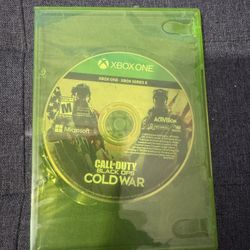 XBOX ONE
XBOX ONE · XBOX SERIES X
M
Microsoft
ACTIVISION
CALL OF DUTY
BLACK OPS
COLD WAR